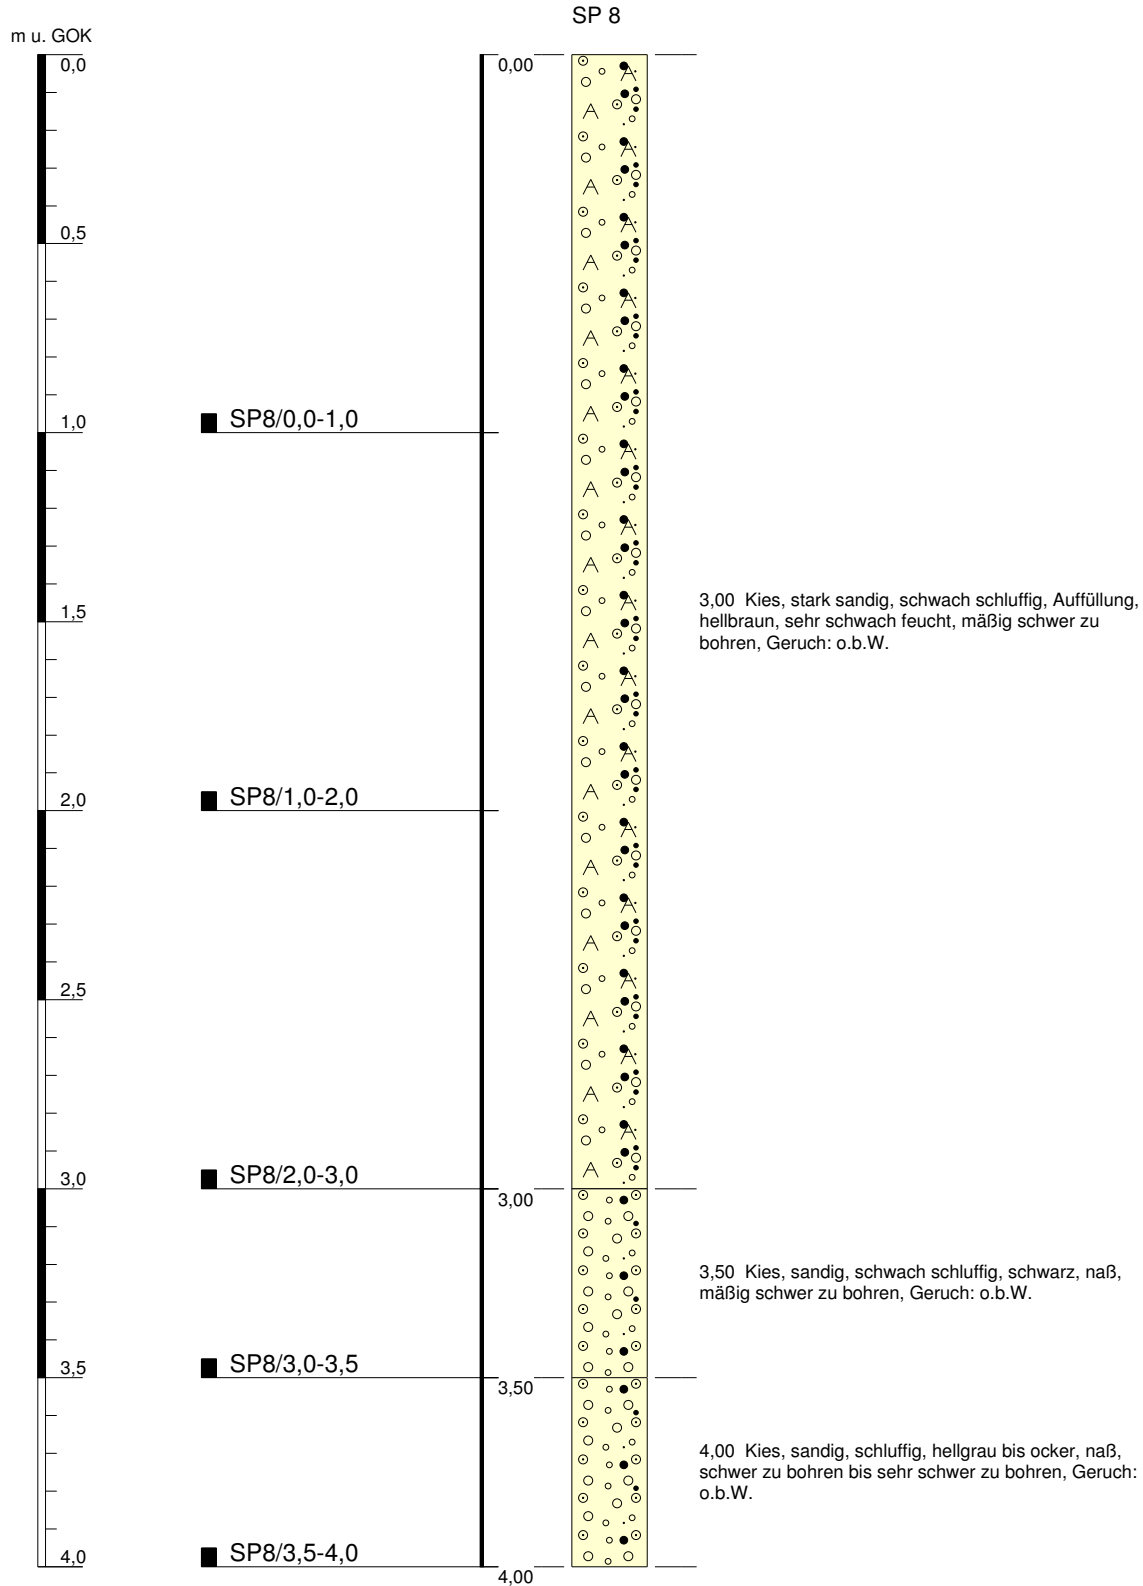 SP 8
m u. GOK
0,0
0,00
0,5
SP8/0,0-1,0
1,0
1,5
3,00 Kies, stark sandig, schwach schluffig, Auffüllung,
hellbraun, sehr schwach feucht, mäßig schwer zu
bohren, Geruch: o.b.W.
SP8/1,0-2,0
2,0
2,5
SP8/2,0-3,0
3,0
3,00
3,50 Kies, sandig, schwach schluffig, schwarz, naß,
mäßig schwer zu bohren, Geruch: o.b.W.
SP8/3,0-3,5
3,5
3,50
4,00 Kies, sandig, schluffig, hellgrau bis ocker, naß,
schwer zu bohren bis sehr schwer zu bohren, Geruch:
o.b.W.
SP8/3,5-4,0
4,0
4,00